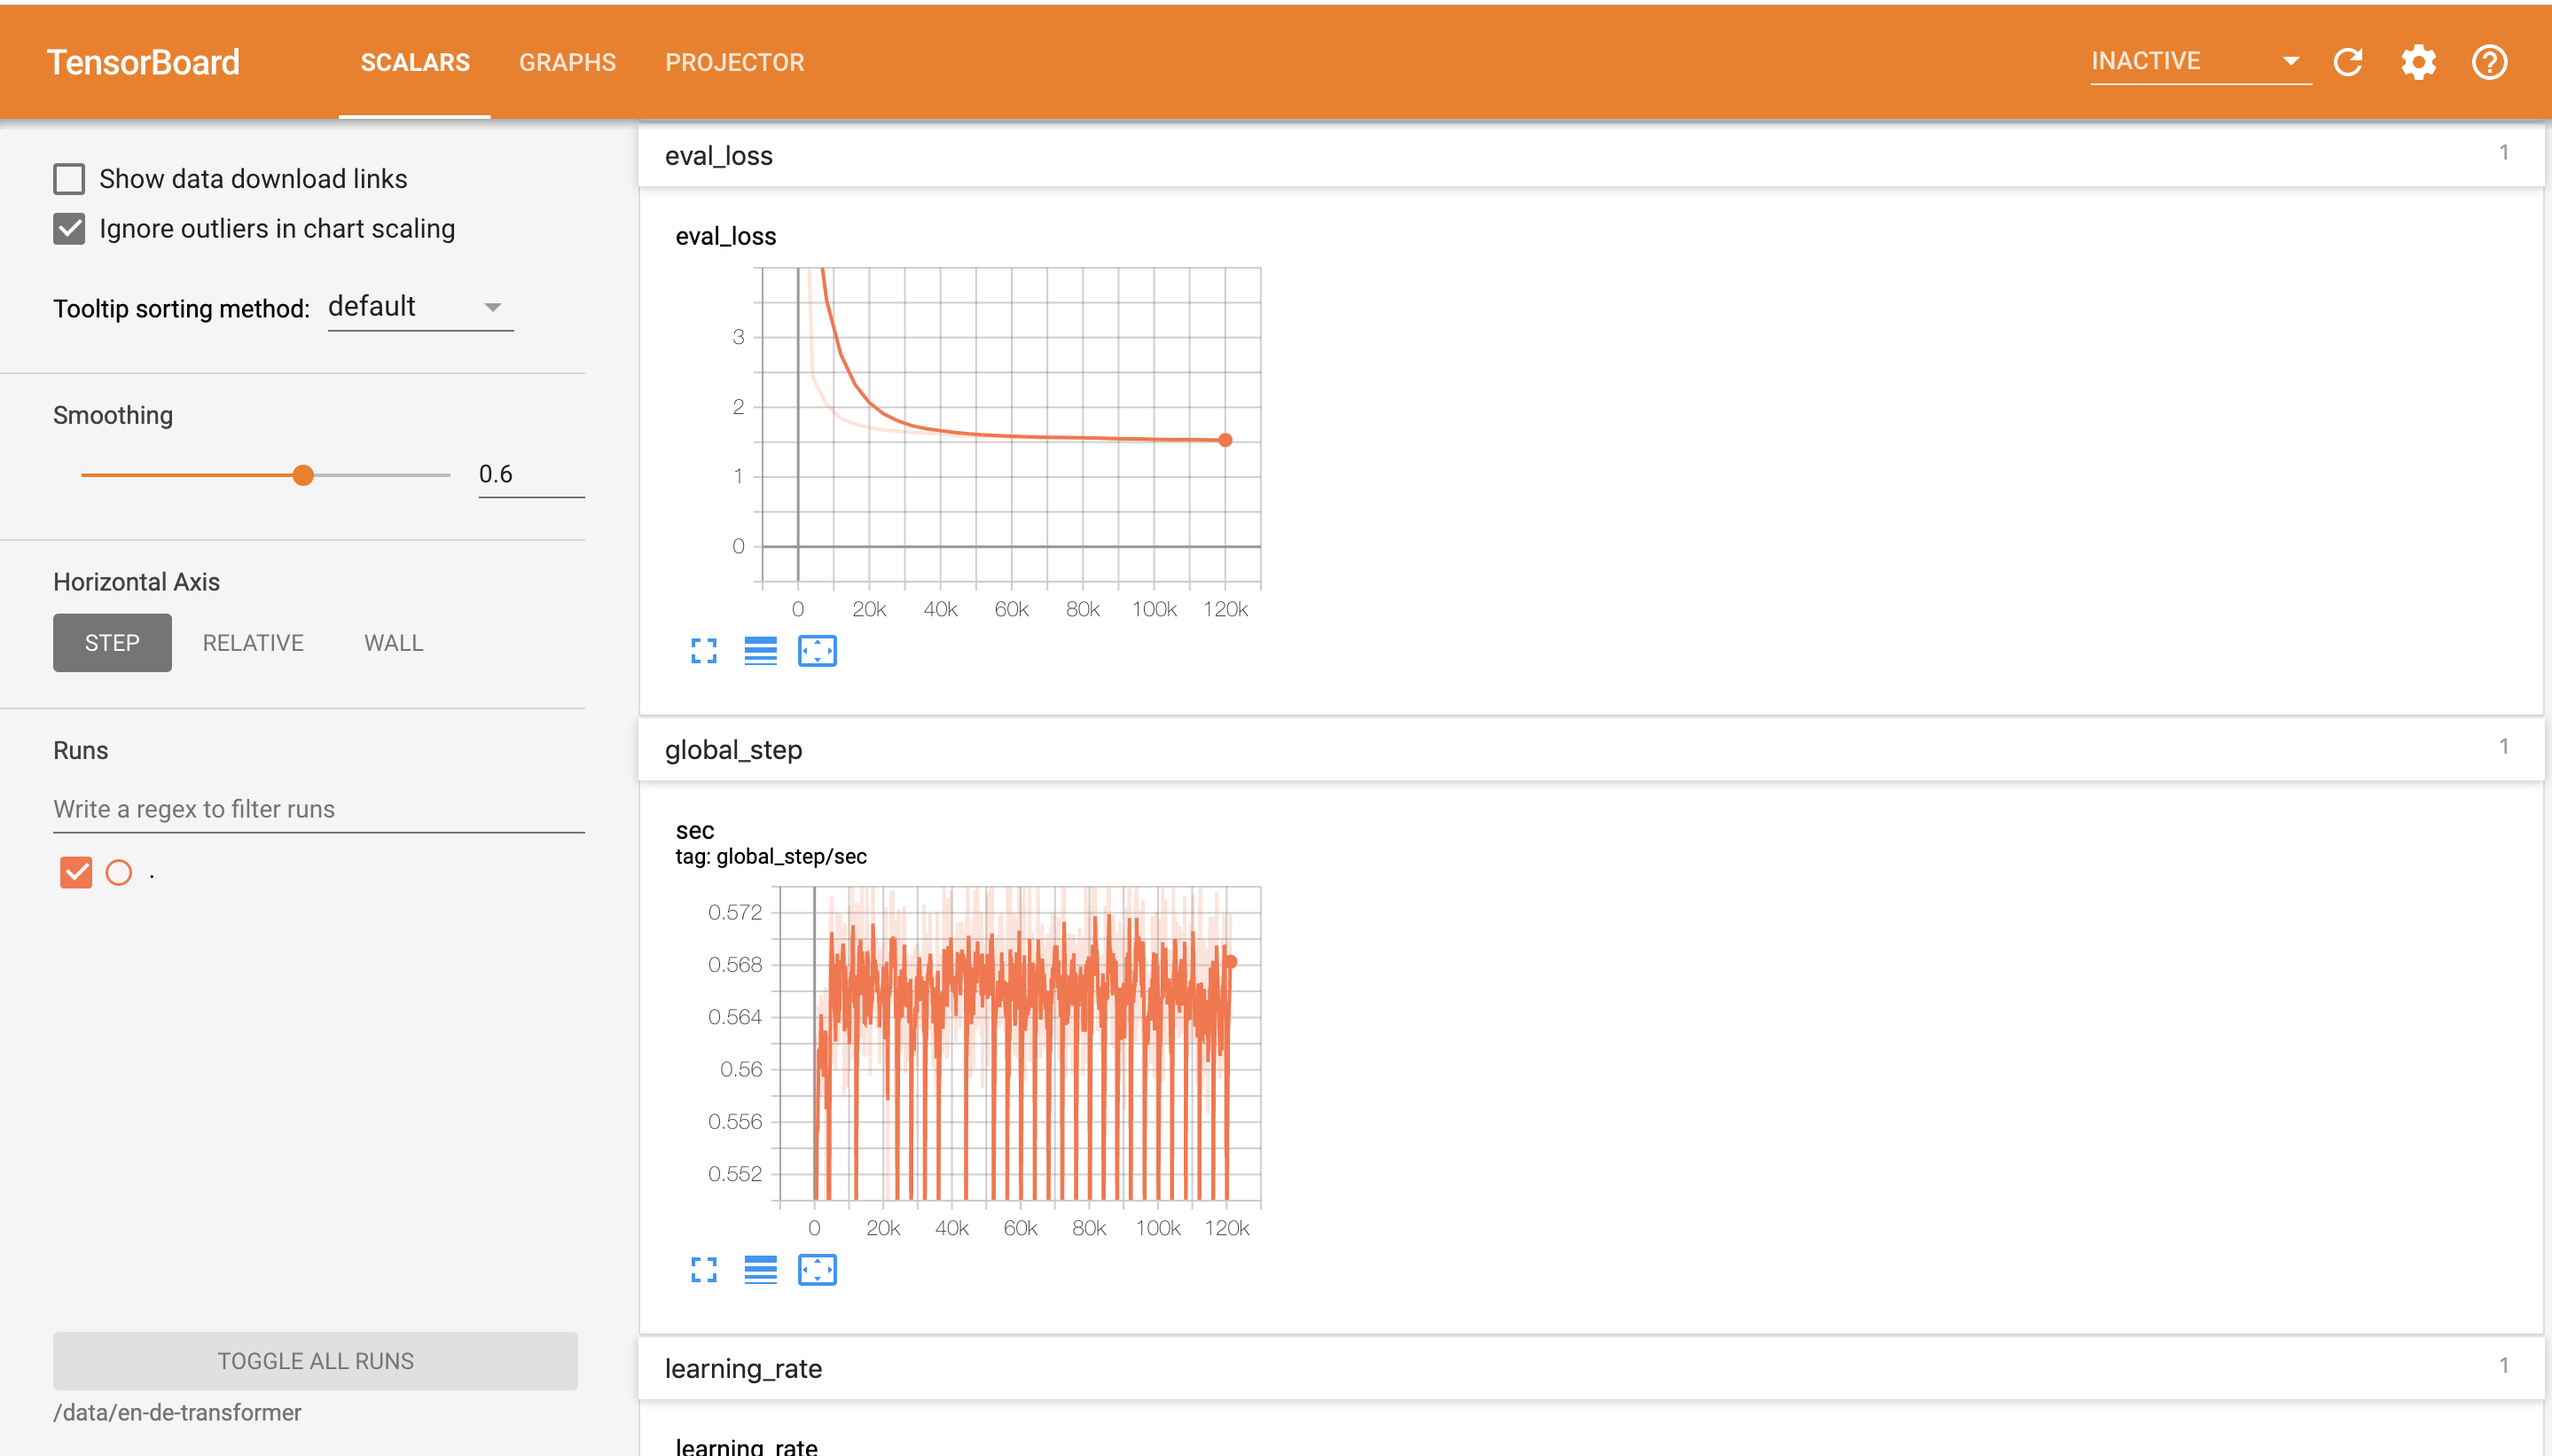 TensorBoard
SCALARS
GRAPHS
PROJECTOR
INACTIVE
Show data download links
Ignore outliers in chart scaling
Tooltip sorting method: default
Smoothing
0.6
Horizontal Axis
STEP
RELATIVE
WALL
Runs
Write a regex to filter runs
.
TOGGLE ALL RUNS
/data/en-de-transformer
eval_loss
1
eval_loss
3
2
1
0
0 20k 40k 60k 80k 100k 120k
global_step
1
sec
tag: global_step/sec
0.572
0.568
0.564
0.56
0.556
0.552
0 20k 40k 60k 80k 100k 120k
learning_rate
1
learning_rate